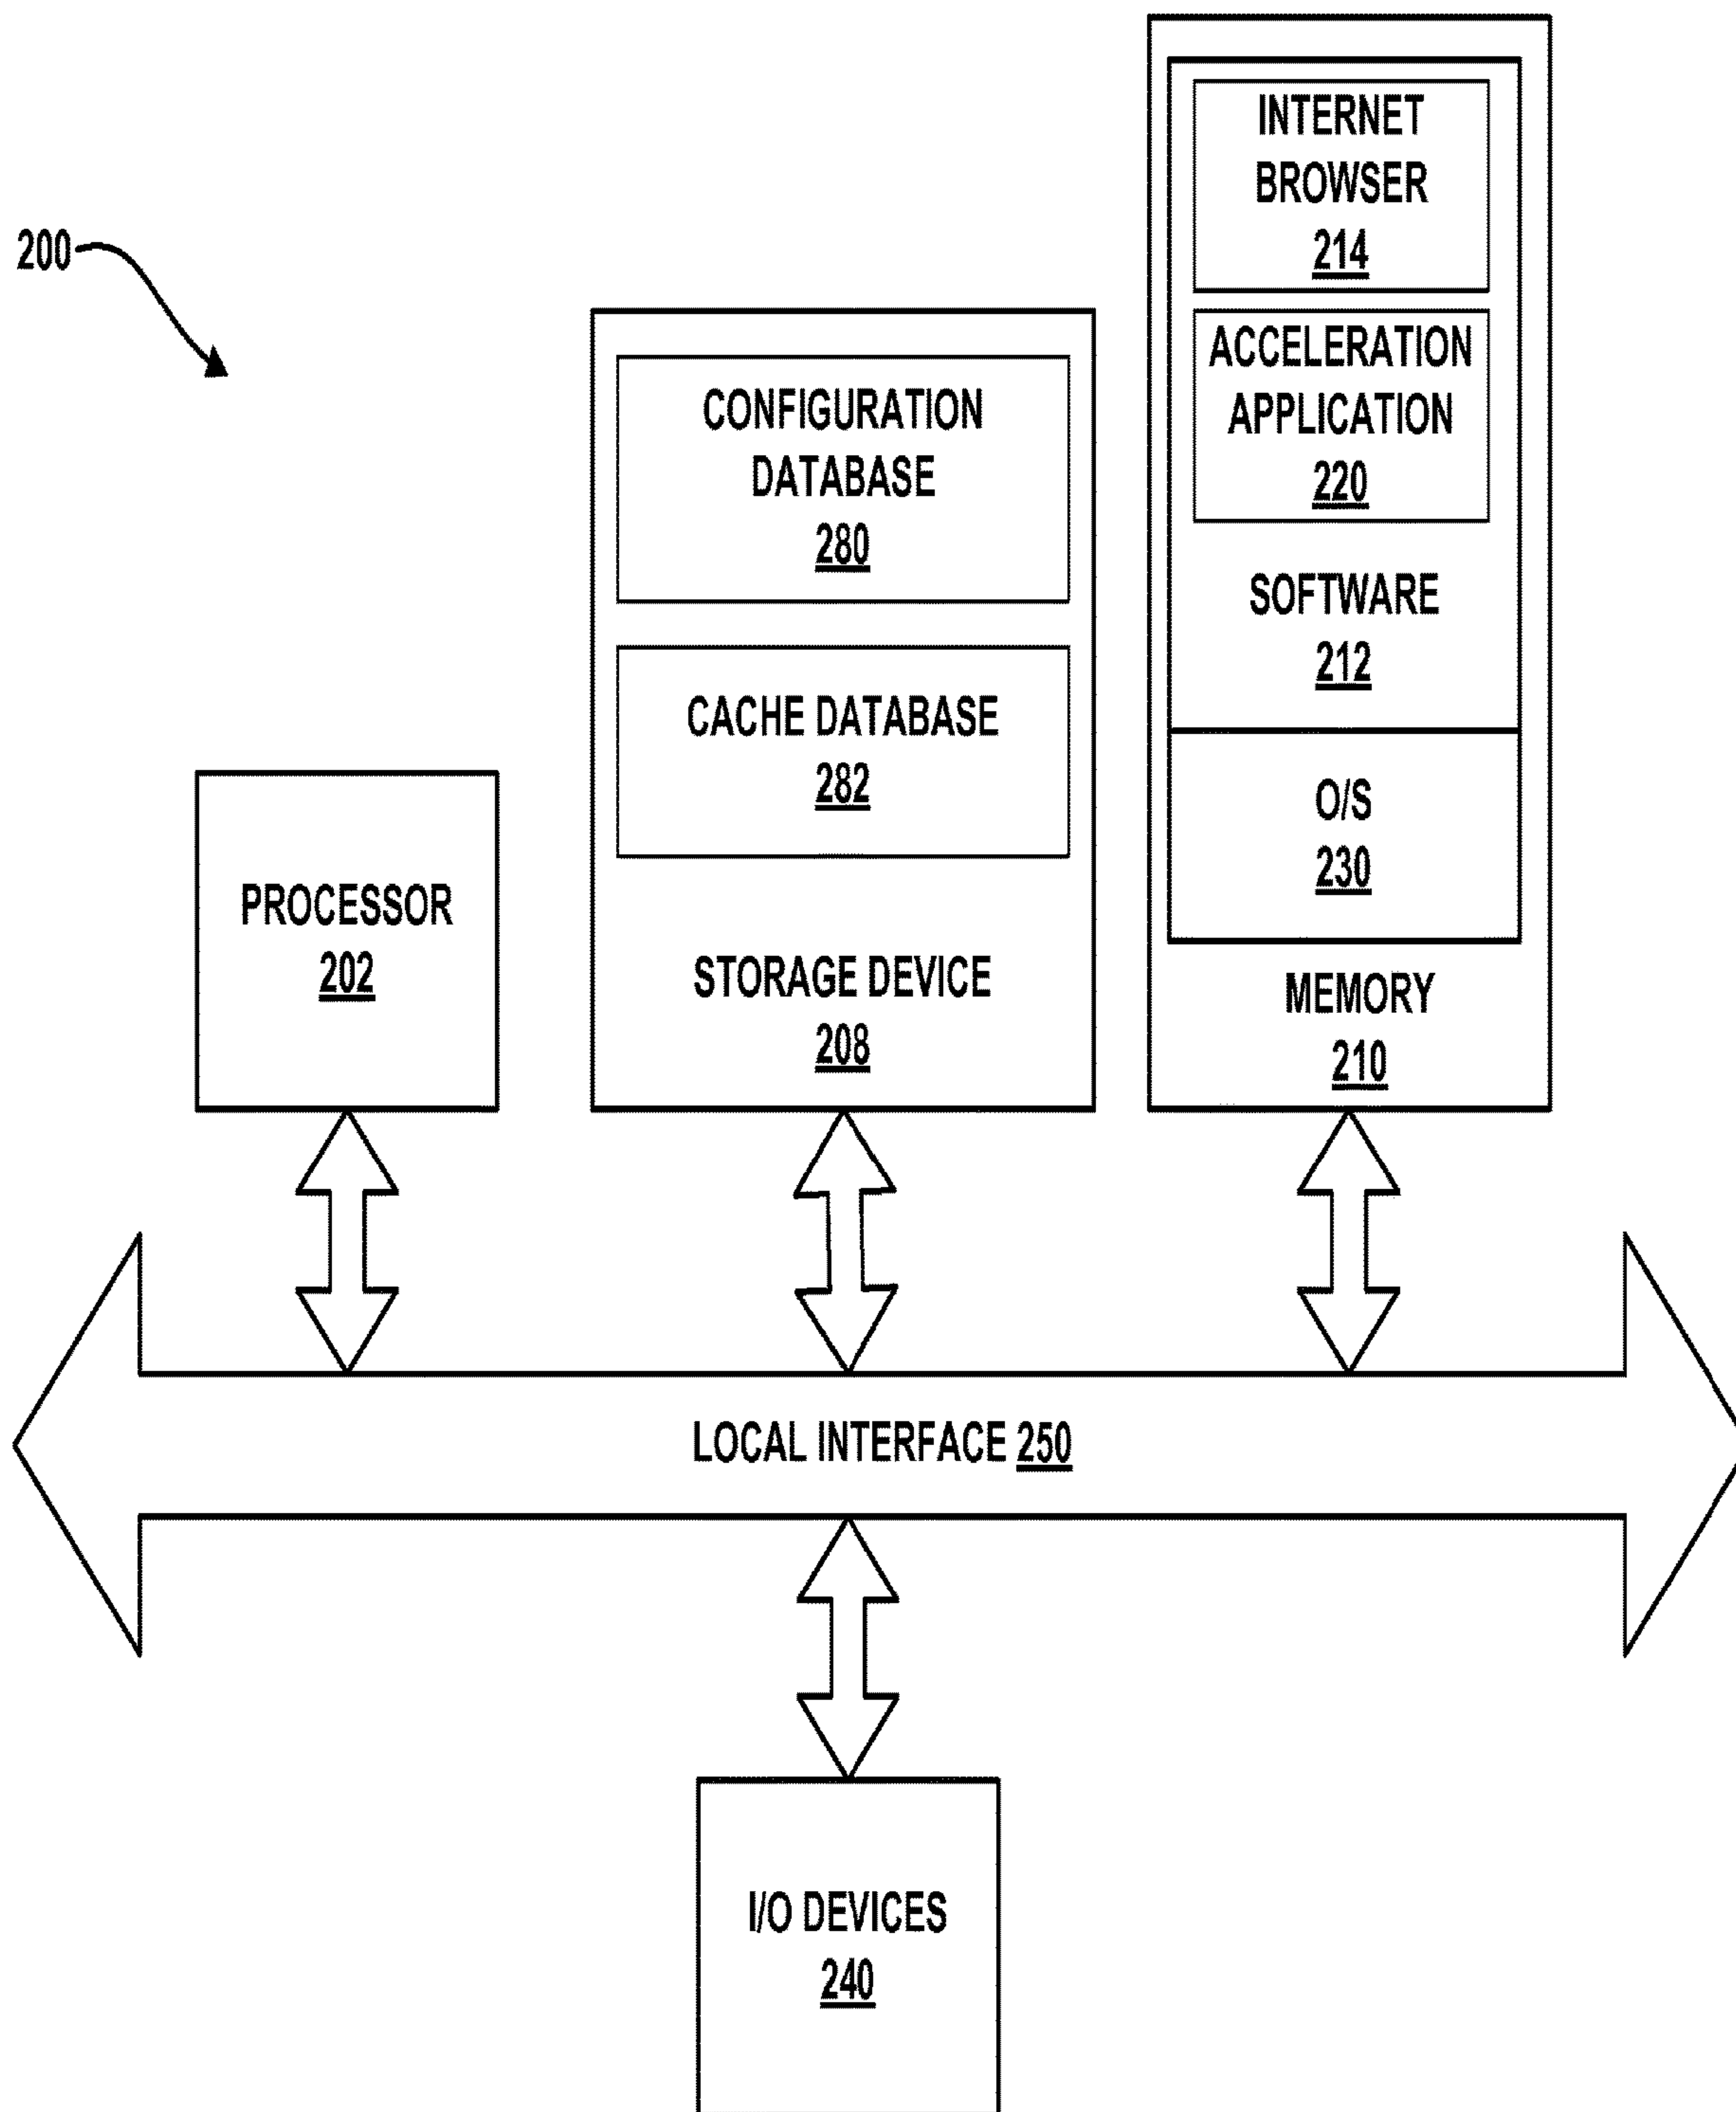 200
INTERNET
BROWSER
214
ACCELERATION
APPLICATION
220
SOFTWARE
212
O/S
230
MEMORY
210
CONFIGURATION
DATABASE
280
CACHE DATABASE
282
STORAGE DEVICE
208
PROCESSOR
202
LOCAL INTERFACE 250
I/O DEVICES
240